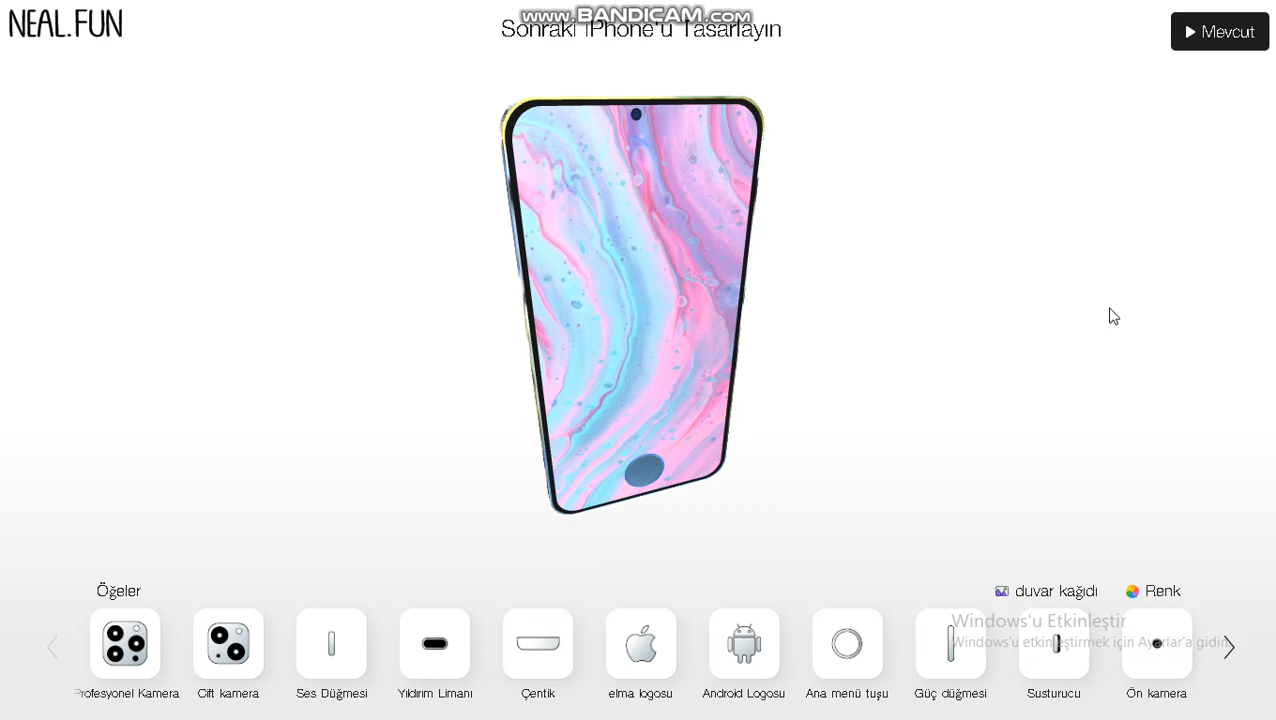 NEAL.FUN
www.BANDICAM.com
Sonraki iPhone'u Tasarlayın
Mevcut
Öğeler
duvar kağıdı
Renk
Windows'u Etkinleştir
Windows'u etkinleştirmek için Ayarlar'a gidin.
Profesyonel Kamera
Çift kamera
Ses Düğmesi
Yıldırım Limanı
Çentik
elma logosu
Android Logosu
Ana menü tuşu
Güç düğmesi
Susturucu
Ön kamera